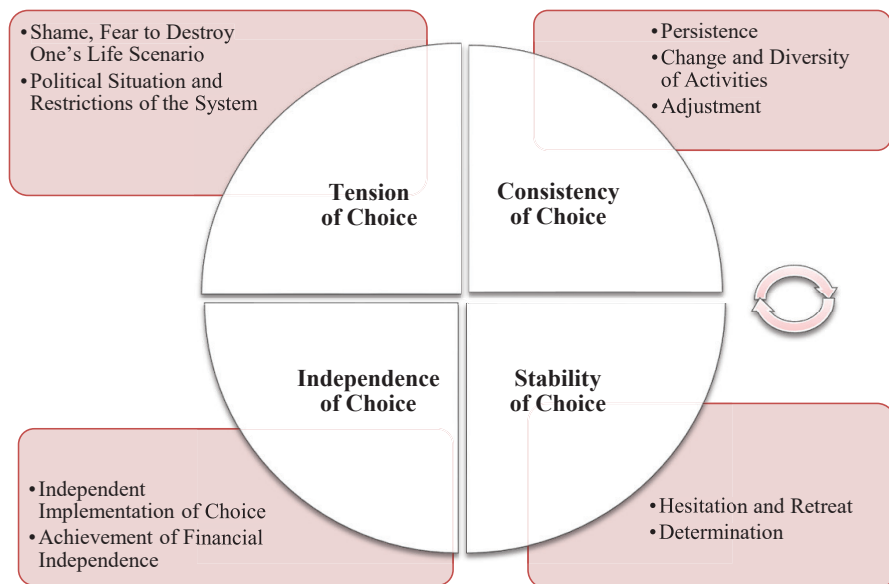 •Shame, Fear to Destroy
One's Life Scenario
•Political Situation and
Restrictions of the System
•Persistence
•Change and Diversity
of Activities
•Adjustment
Tension
of Choice
Consistency
of Choice
Independence
of Choice
Stability
of Choice
•Independent
Implementation of Choice
•Achievement of Financial
Independence
•Hesitation and Retreat
•Determination